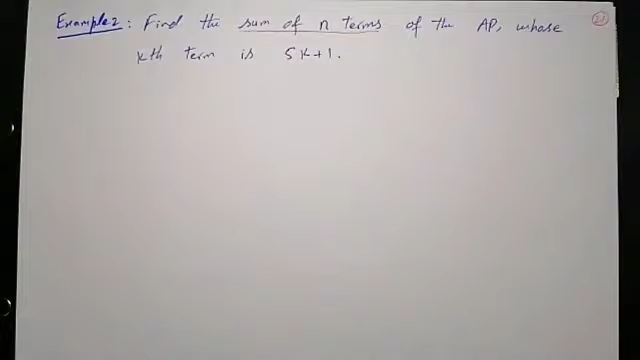 Example 2: Find the sum of n terms of the AP, whose
kth term is 5k+1.